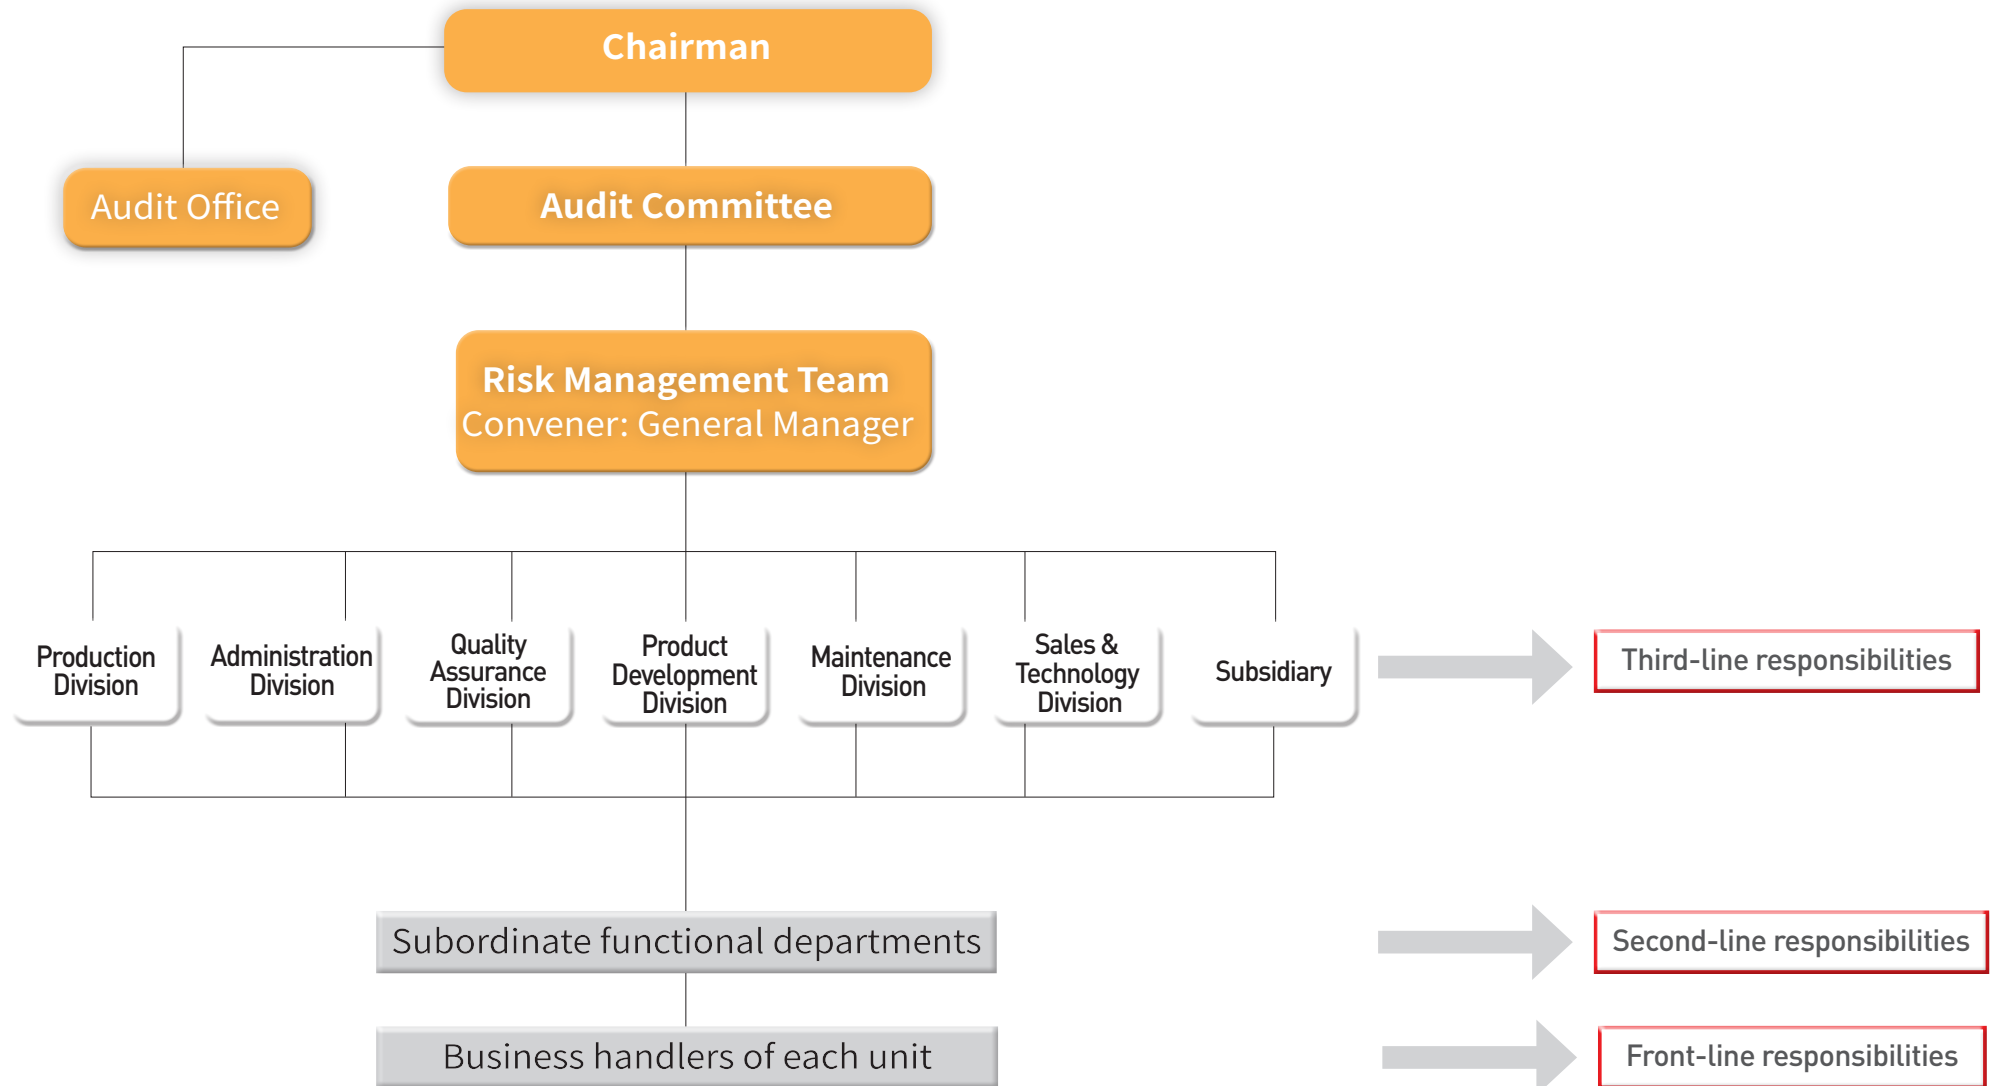 Chairman
Audit Office
Audit Committee
Risk Management Team
Convener: General Manager
Production
Division
Administration
Division
Quality
Assurance
Division
Product
Development
Division
Maintenance
Division
Sales &
Technology
Division
Subsidiary
Third-line responsibilities
Subordinate functional departments
Second-line responsibilities
Business handlers of each unit
Front-line responsibilities